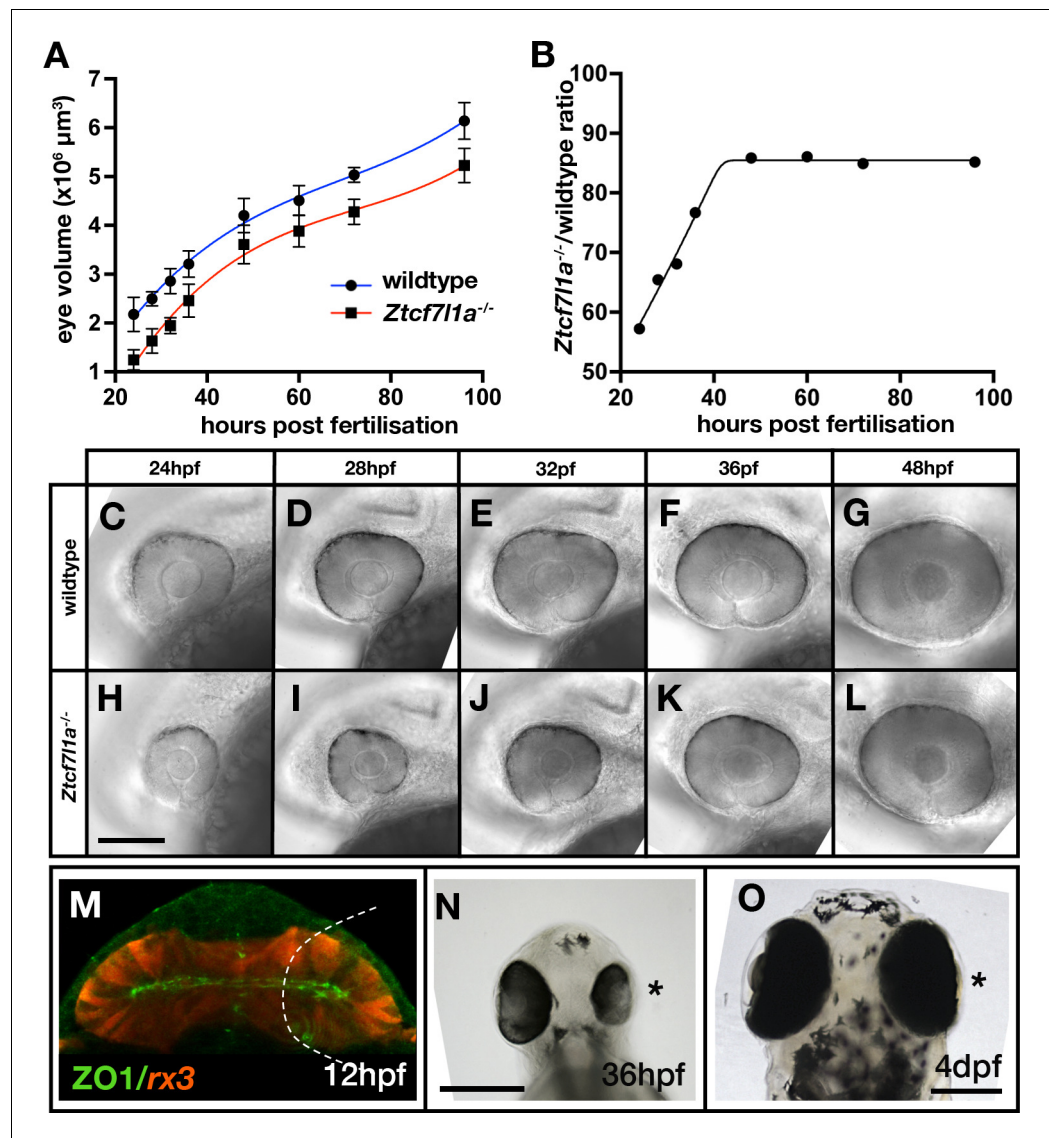 A
7
6
5
4
3
2
1
eye volume (x10⁶ µm³)
20 40 60 80 100
hours post fertilisation
wildtype
Ztcf7l1a⁻/⁻
B
100
90
80
70
60
50
Ztcf7l1a⁻/⁻/wildtype ratio
20 40 60 80 100
hours post fertilisation
24hpf 28hpf 32pf 36pf 48hpf
wildtype
C D E F G
Ztcf7l1a⁻/⁻
H I J K L
M
ZO1/rx3
12hpf
N
*
36hpf
O
*
4dpf